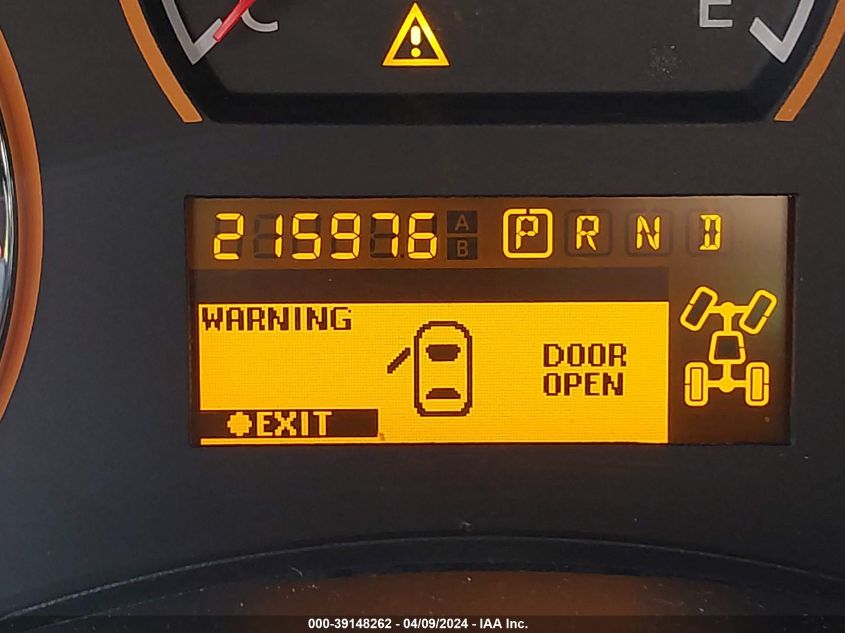 C E
215976 A B P R N D
WARNING
DOOR
OPEN
EXIT
000-39148262 - 04/09/2024 - IAA Inc.